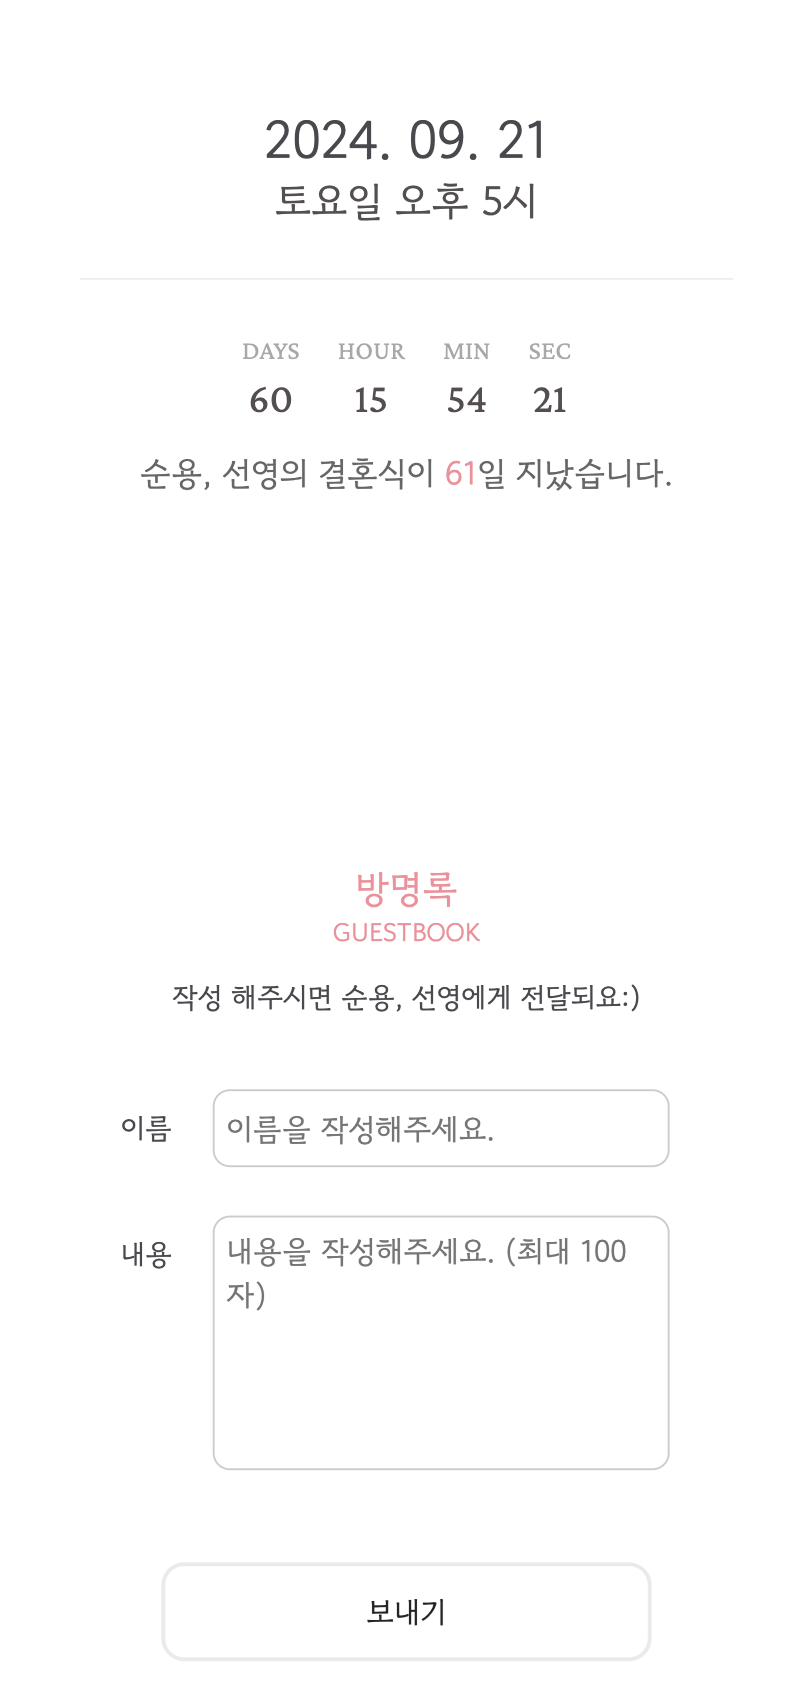 2024. 09. 21
토요일 오후 5시
DAYS HOUR MIN SEC
60 15 54 21
순용, 선영의 결혼식이 61일 지났습니다.
방명록
GUESTBOOK
작성 해주시면 순용, 선영에게 전달되요:)
이름 이름을 작성해주세요.
내용 내용을 작성해주세요. (최대 100
자)
보내기